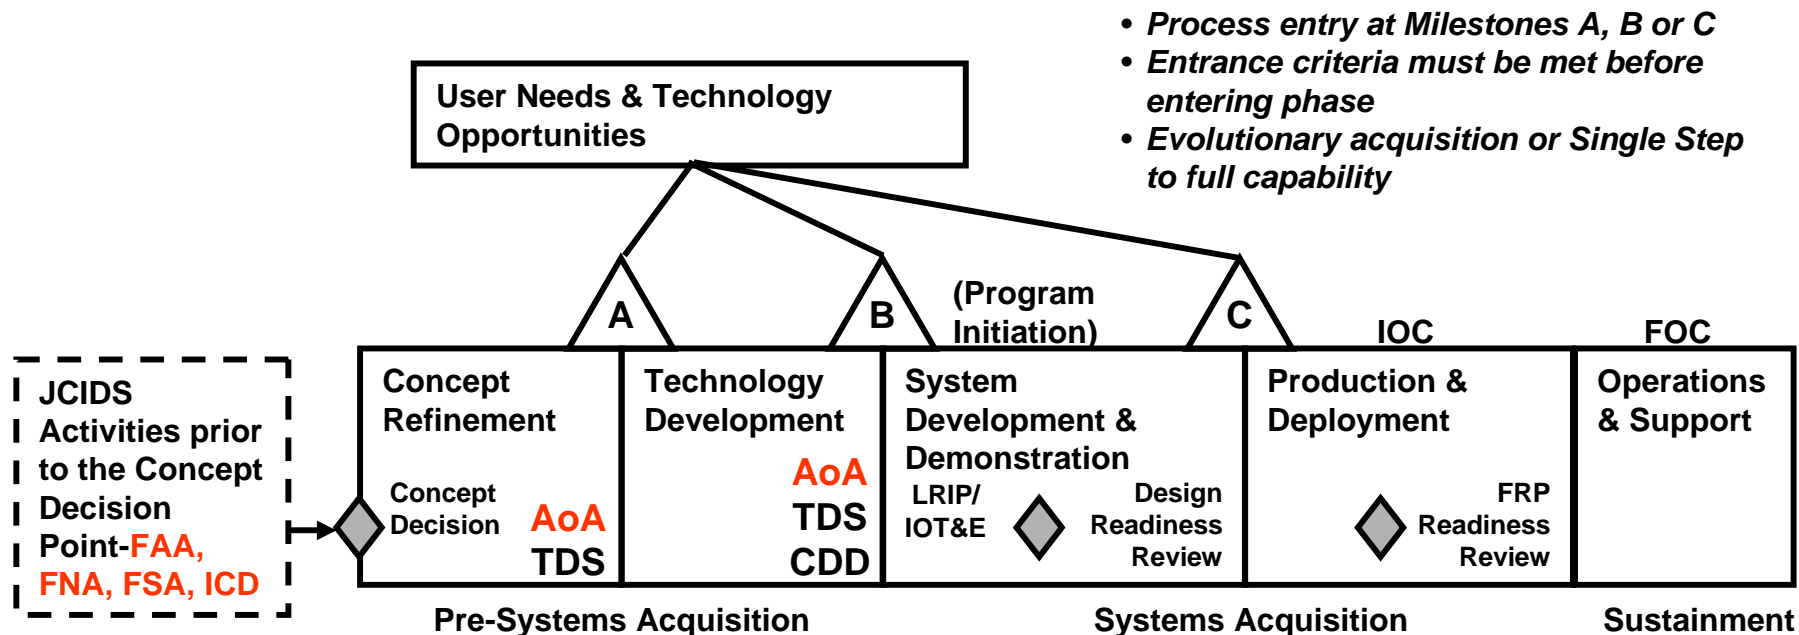 • Process entry at Milestones A, B or C
• Entrance criteria must be met before
entering phase
• Evolutionary acquisition or Single Step
to full capability
User Needs & Technology
Opportunities
A
B
(Program
Initiation)
C
IOC
FOC
JCIDS
Activities prior
to the Concept
Decision
Point-FAA,
FNA, FSA, ICD
Concept
Refinement
Concept
Decision
AoA
TDS
Technology
Development
AoA
TDS
CDD
System
Development &
Demonstration
LRIP/
IOT&E
Design
Readiness
Review
Production &
Deployment
FRP
Readiness
Review
Operations
& Support
Pre-Systems Acquisition
Systems Acquisition
Sustainment